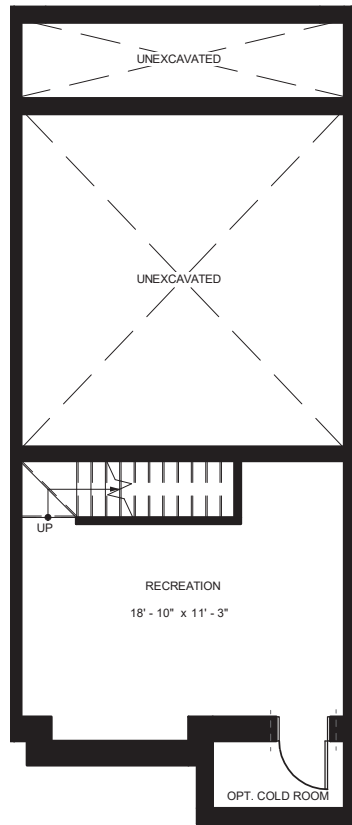 UNEXCAVATED
UNEXCAVATED
UP
RECREATION
18' - 10" x 11' - 3"
OPT. COLD ROOM